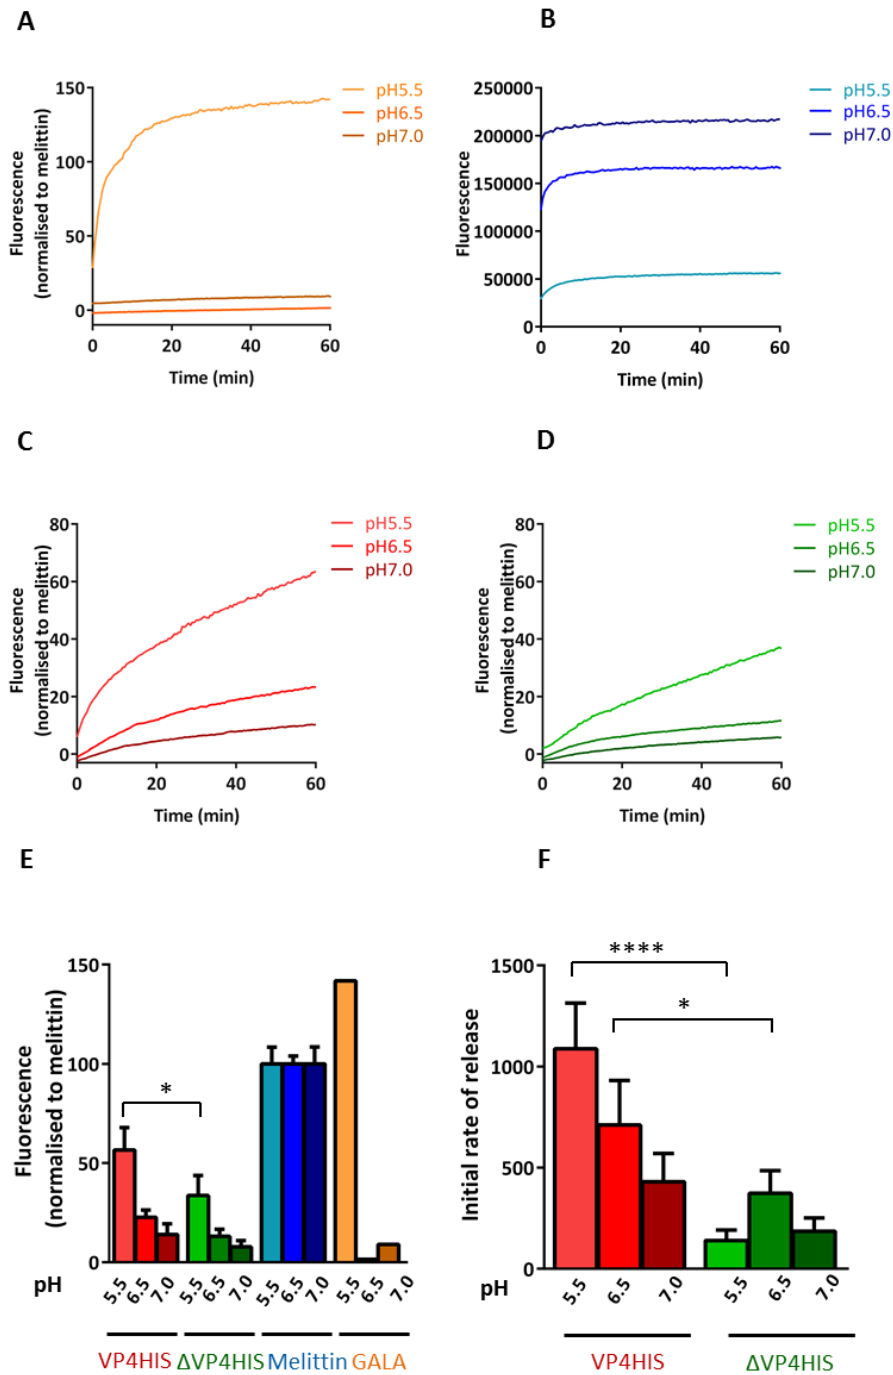 A
Fluorescence
(normalised to melittin)
150
100
50
0
0 20 40 60
Time (min)
pH5.5
pH6.5
pH7.0
B
Fluorescence
250000
200000
150000
100000
50000
0
0 20 40 60
Time (min)
pH5.5
pH6.5
pH7.0
C
Fluorescence
(normalised to melittin)
80
60
40
20
0
0 20 40 60
Time (min)
pH5.5
pH6.5
pH7.0
D
Fluorescence
(normalised to melittin)
80
60
40
20
0
0 20 40 60
Time (min)
pH5.5
pH6.5
pH7.0
E
Fluorescence
(normalised to melittin)
150
100
50
0
*
pH
5.5 6.5 7.0 5.5 6.5 7.0 5.5 6.5 7.0 5.5 6.5 7.0
VP4HIS ΔVP4HIS Melittin GALA
F
Initial rate of release
1500
1000
500
0
****
*
pH
5.5 6.5 7.0 5.5 6.5 7.0
VP4HIS ΔVP4HIS